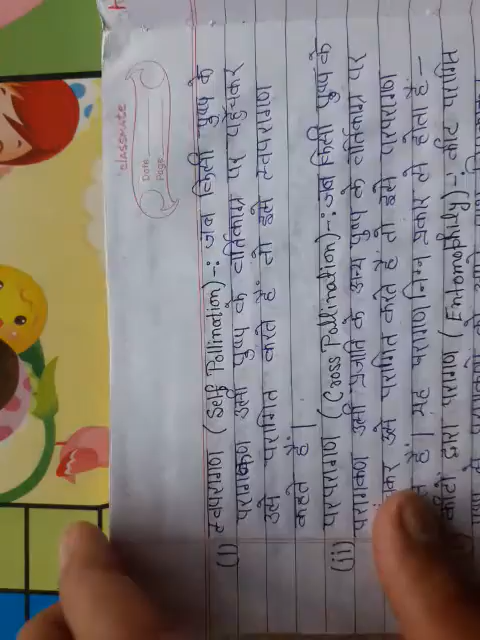 classmate
Date
Page
(i) स्वपरागण (Self Pollination) -: जब किसी पुष्प के
परागकण उसी पुष्प के वर्तिकाग्र पर पहुँचकर
उसे परागित करते हैं तो इसे स्वपरागण
कहते हैं।
(ii) परपरागण (Cross Pollination) -: जब किसी पुष्प के
परागकण उसी प्रजाति के अन्य पुष्प के वर्तिकाग्र पर
कर उसे परागित करते हैं तो इसे परपरागण
हैं। यह परागण निम्न प्रकार से होता है -
कीटों द्वारा परागण (Entomophily) -: कीट परागित